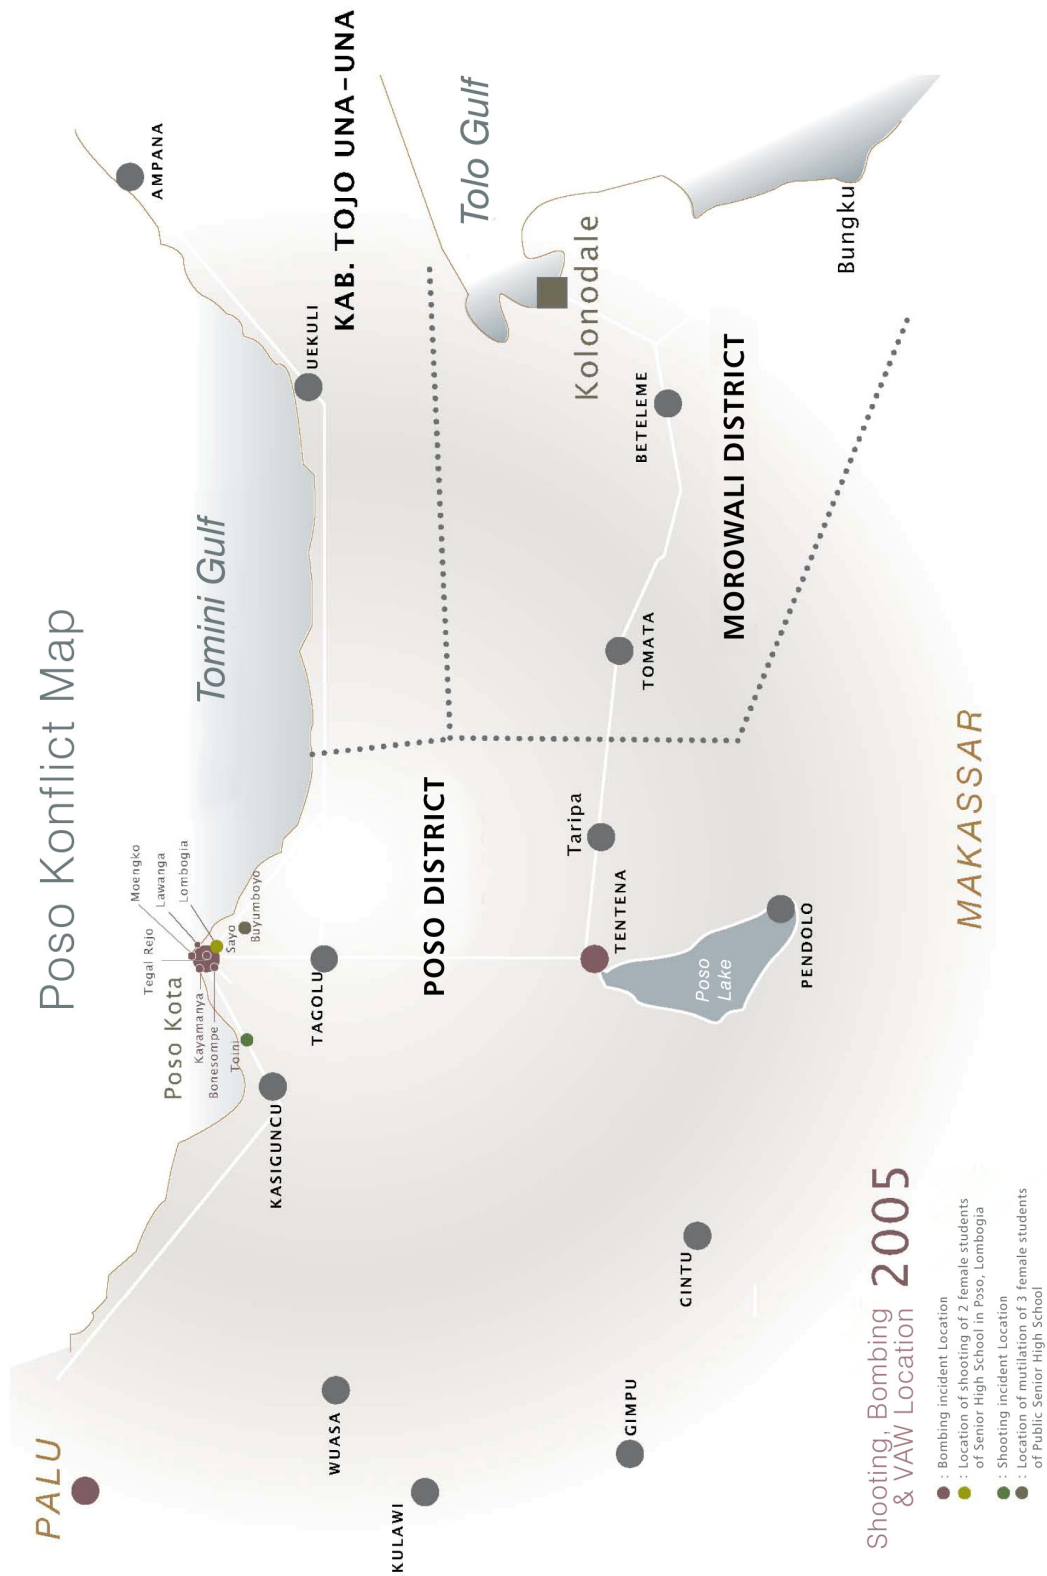 Poso Konflict Map
PALU
AMPANA
KAB. TOJO UNA-UNA
Tomini Gulf
Tolo Gulf
UEKULI
Moengko
Lawanga
Lombogia
Tegal Rejo
Sayo
Buyumboyo
Poso Kota
Kayamanya
Bonesompe
Toini
KASIGUNCU
TAGOLU
POSO DISTRICT
WUASA
KULAWI
GIMPU
GINTU
TENTENA
Taripa
Poso
Lake
PENDOLO
TOMATA
BETELEME
Kolonodale
MOROWALI DISTRICT
Bungku
MAKASSAR
Shooting, Bombing
& VAW Location 2005
: Bombing incident Location
: Location of shooting of 2 female students
of Senior High School in Poso, Lombogia
: Shooting incident Location
: Location of mutilation of 3 female students
of Public Senior High School